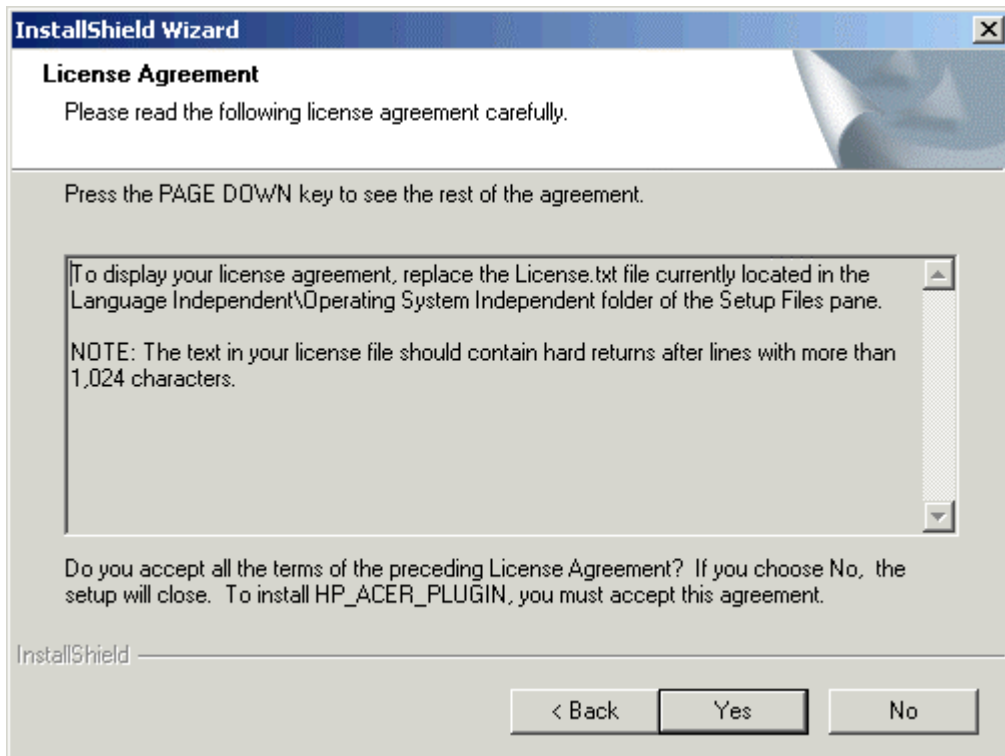 InstallShield Wizard
License Agreement
Please read the following license agreement carefully.
Press the PAGE DOWN key to see the rest of the agreement.
To display your license agreement, replace the License.txt file currently located in the
Language Independent\Operating System Independent folder of the Setup Files pane.
NOTE: The text in your license file should contain hard returns after lines with more than
1,024 characters.
Do you accept all the terms of the preceding License Agreement?  If you choose No,  the
setup will close.  To install HP_ACER_PLUGIN, you must accept this agreement.
InstallShield
< Back
Yes
No